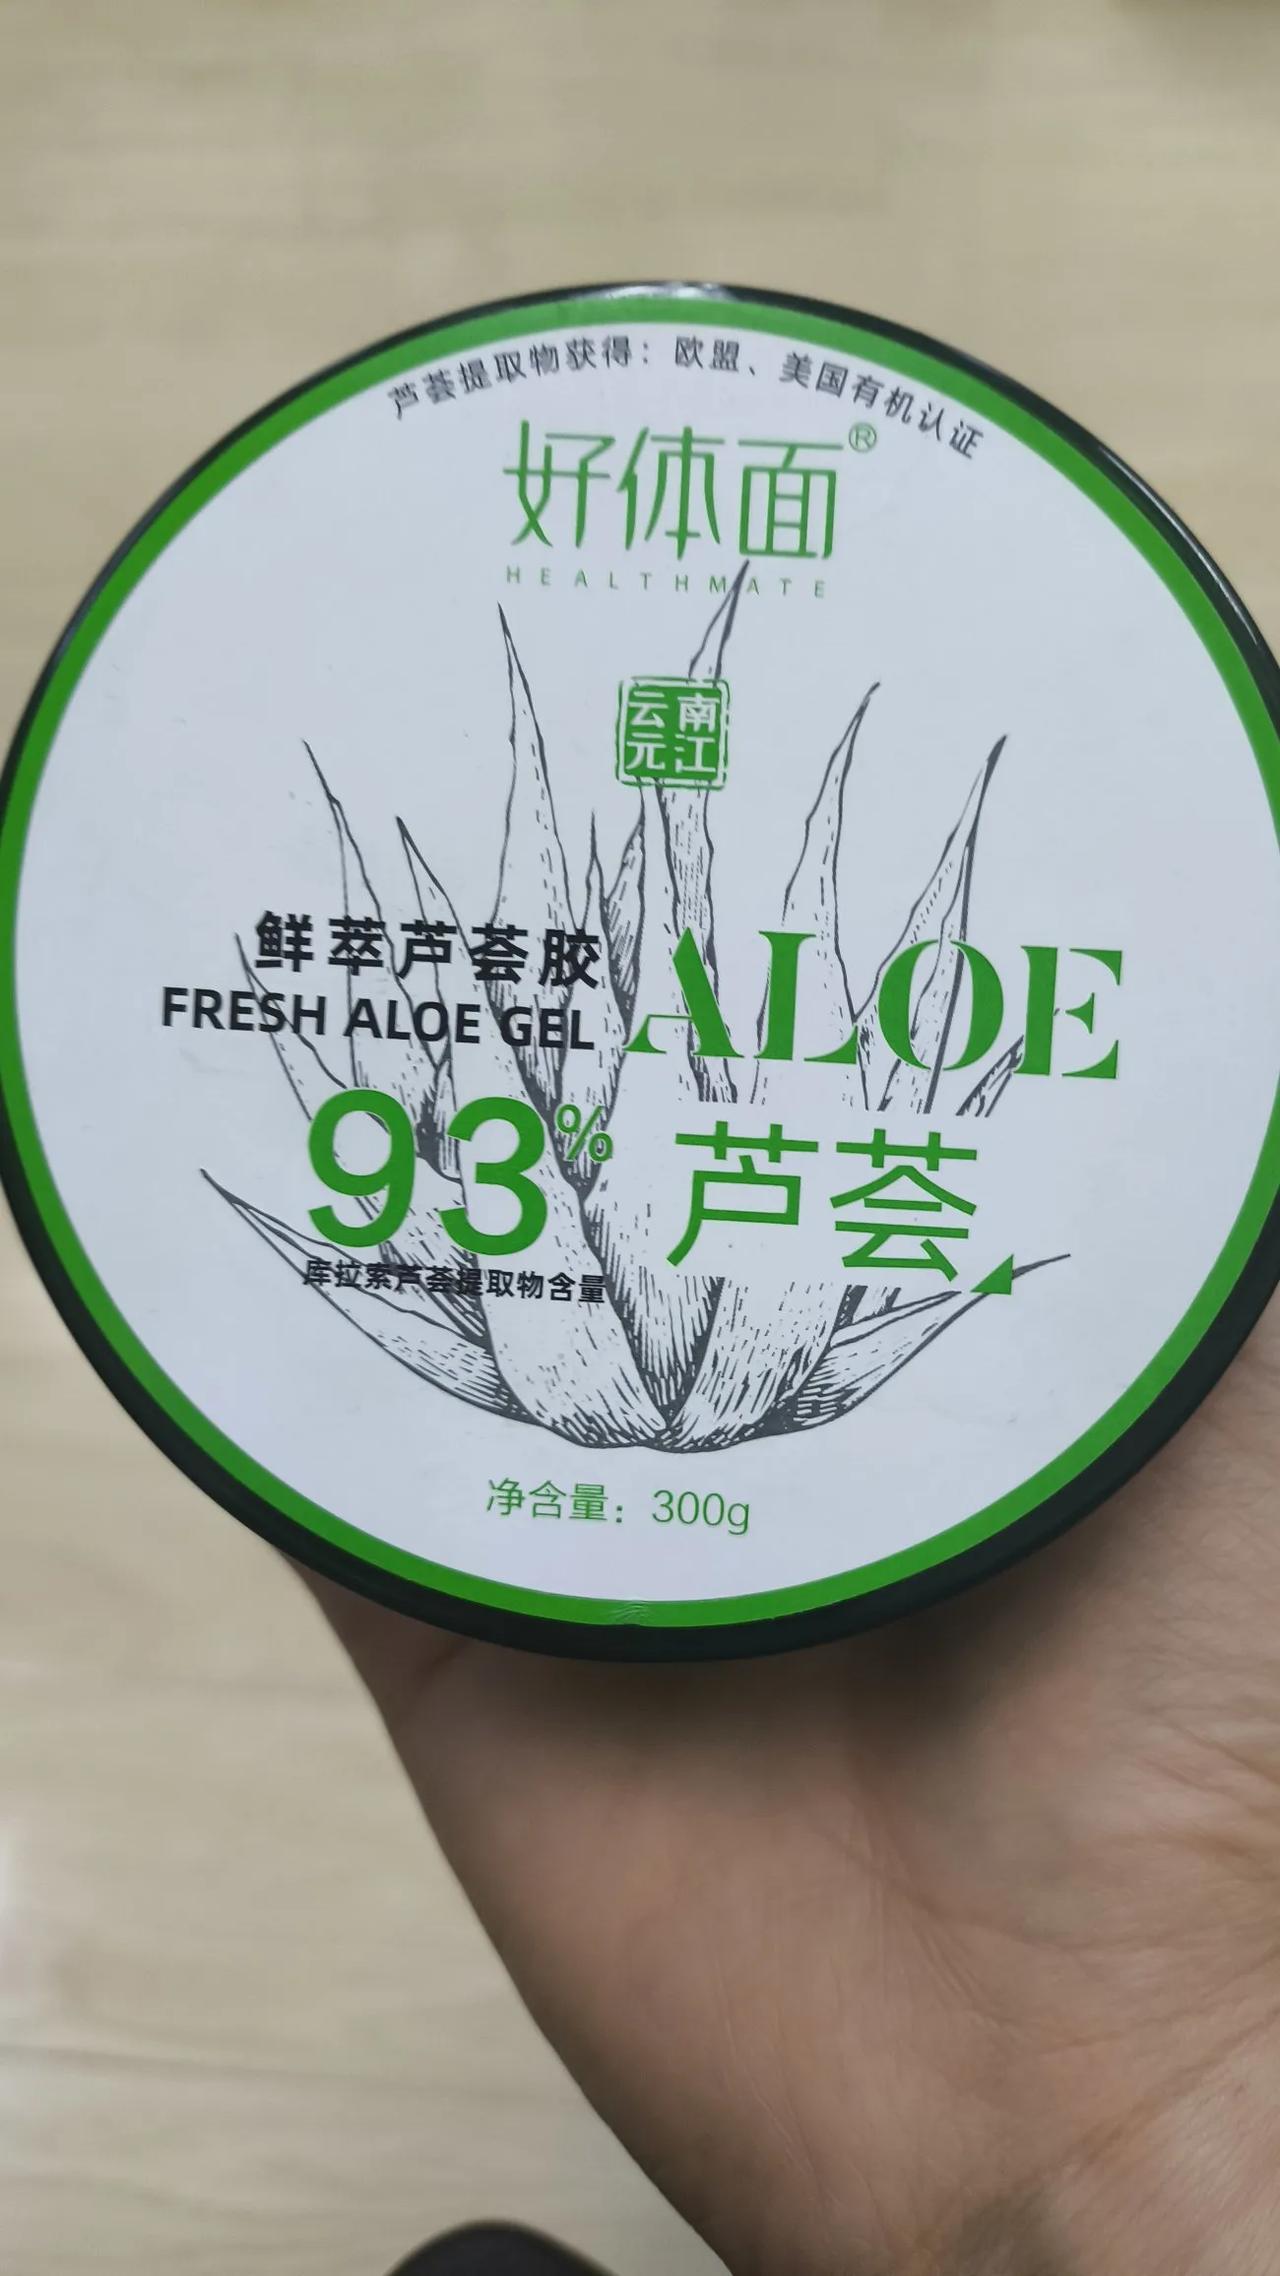 芦荟提取物获得：欧盟、美国有机认证
好体面®
HEALTHMATE
云南
元江
鲜萃芦荟胶
FRESH ALOE GEL
ALOE
93% 芦荟
库拉索芦荟提取物含量
净含量：300g